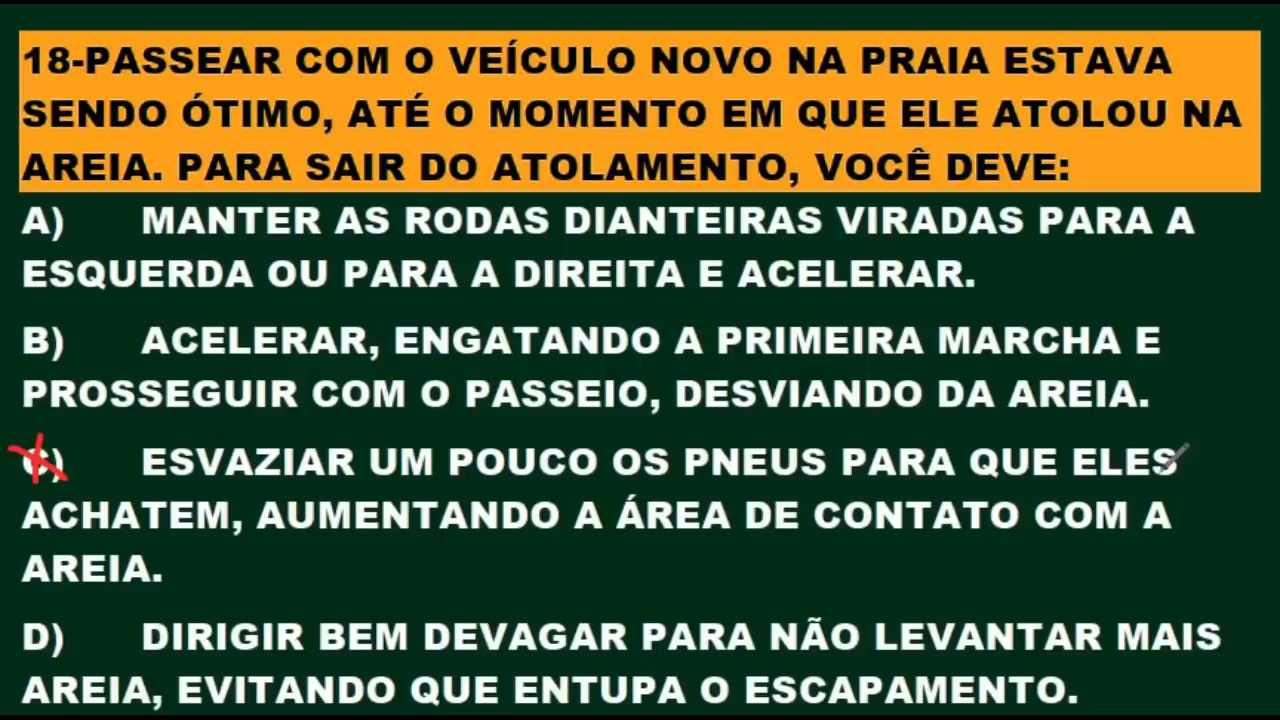 18-PASSEAR COM O VEÍCULO NOVO NA PRAIA ESTAVA
SENDO ÓTIMO, ATÉ O MOMENTO EM QUE ELE ATOLOU NA
AREIA. PARA SAIR DO ATOLAMENTO, VOCÊ DEVE:
A) MANTER AS RODAS DIANTEIRAS VIRADAS PARA A
ESQUERDA OU PARA A DIREITA E ACELERAR.
B) ACELERAR, ENGATANDO A PRIMEIRA MARCHA E
PROSSEGUIR COM O PASSEIO, DESVIANDO DA AREIA.
C) ESVAZIAR UM POUCO OS PNEUS PARA QUE ELES
ACHATEM, AUMENTANDO A ÁREA DE CONTATO COM A
AREIA.
D) DIRIGIR BEM DEVAGAR PARA NÃO LEVANTAR MAIS
AREIA, EVITANDO QUE ENTUPA O ESCAPAMENTO.